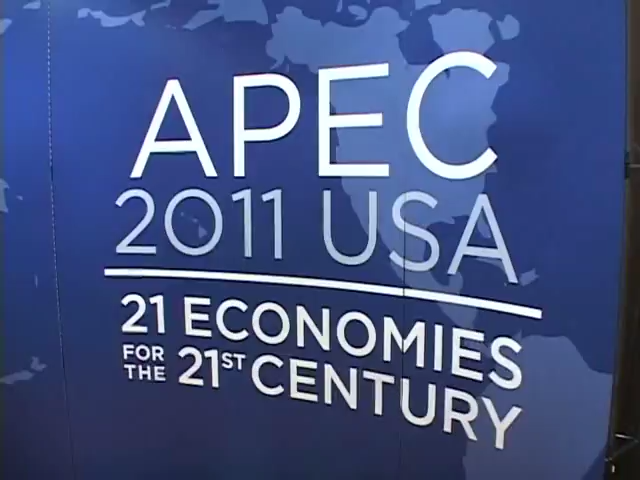 APEC
2011 USA
21 ECONOMIES
FOR THE 21ST CENTURY